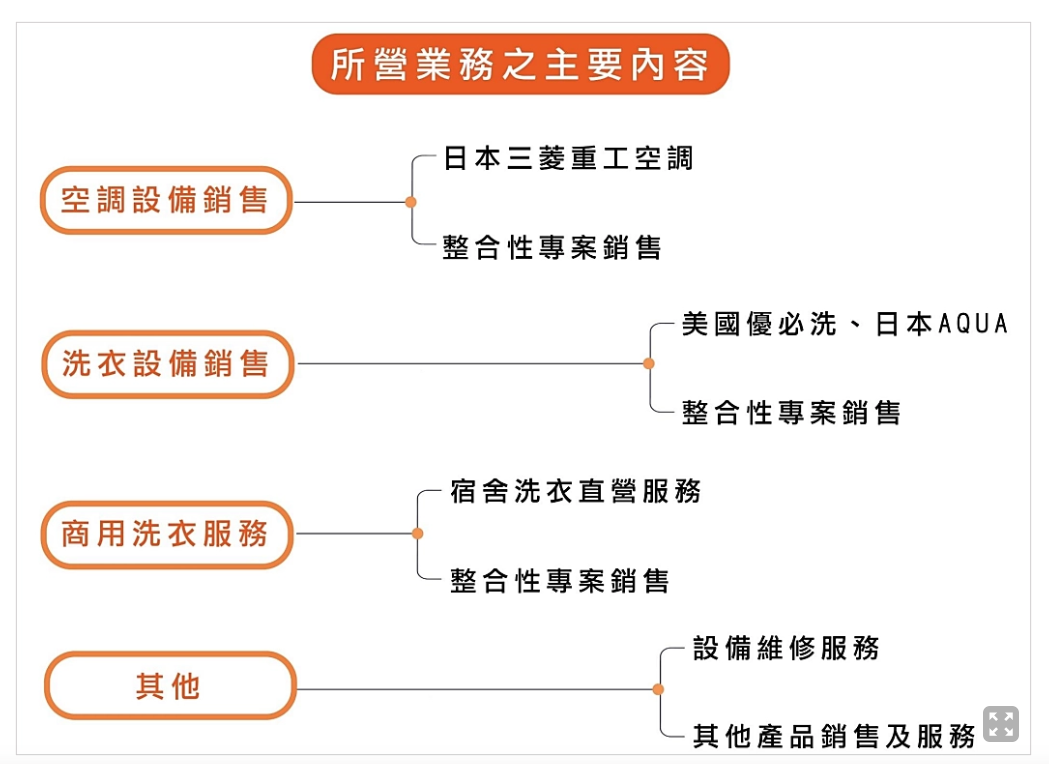 所營業務之主要內容
空調設備銷售
日本三菱重工空調
整合性專案銷售
洗衣設備銷售
美國優必洗、日本AQUA
整合性專案銷售
商用洗衣服務
宿舍洗衣直營服務
整合性專案銷售
其他
設備維修服務
其他產品銷售及服務